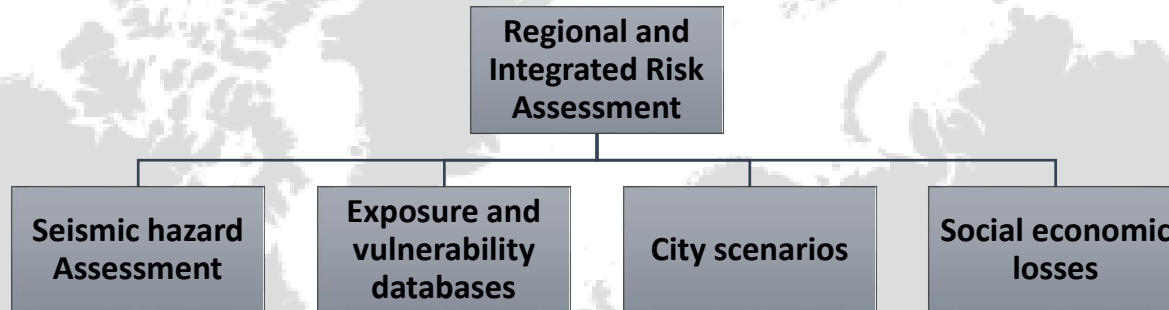 Regional and
Integrated Risk
Assessment
Seismic hazard
Assessment
Exposure and
vulnerability
databases
City scenarios
Social economic
losses